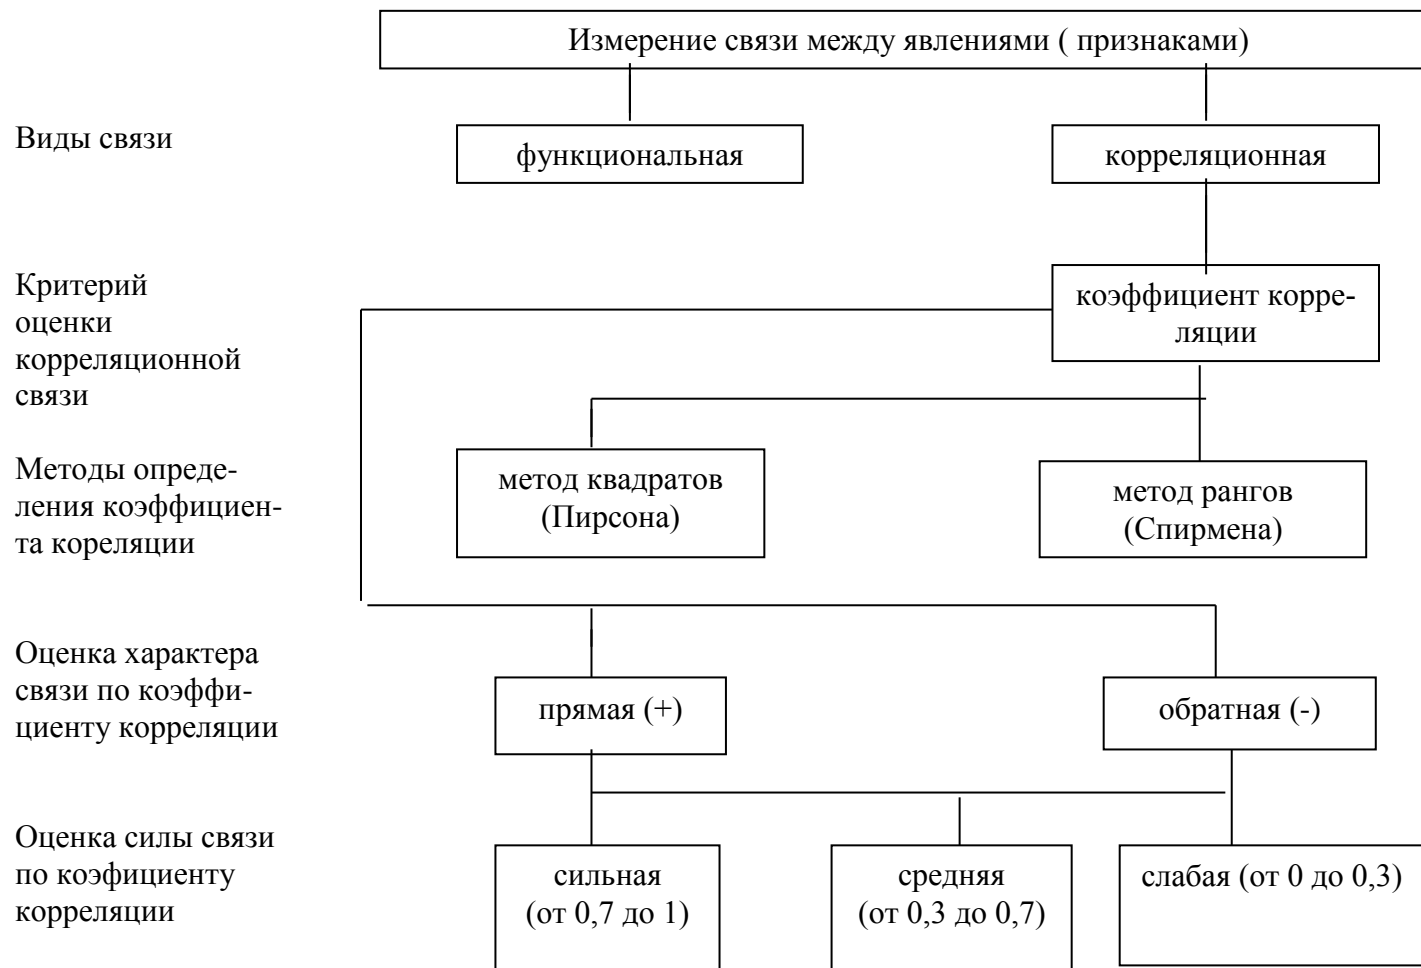 Измерение связи между явлениями ( признаками)
Виды связи
функциональная
корреляционная
Критерий
оценки
корреляционной
связи
коэффициент корре-
ляции
Методы опреде-
ления коэффициен-
та кореляции
метод квадратов
(Пирсона)
метод рангов
(Спирмена)
Оценка характера
связи по коэффи-
циенту корреляции
прямая (+)
обратная (-)
Оценка силы связи
по коэфициенту
корреляции
сильная
(от 0,7 до 1)
средняя
(от 0,3 до 0,7)
слабая (от 0 до 0,3)